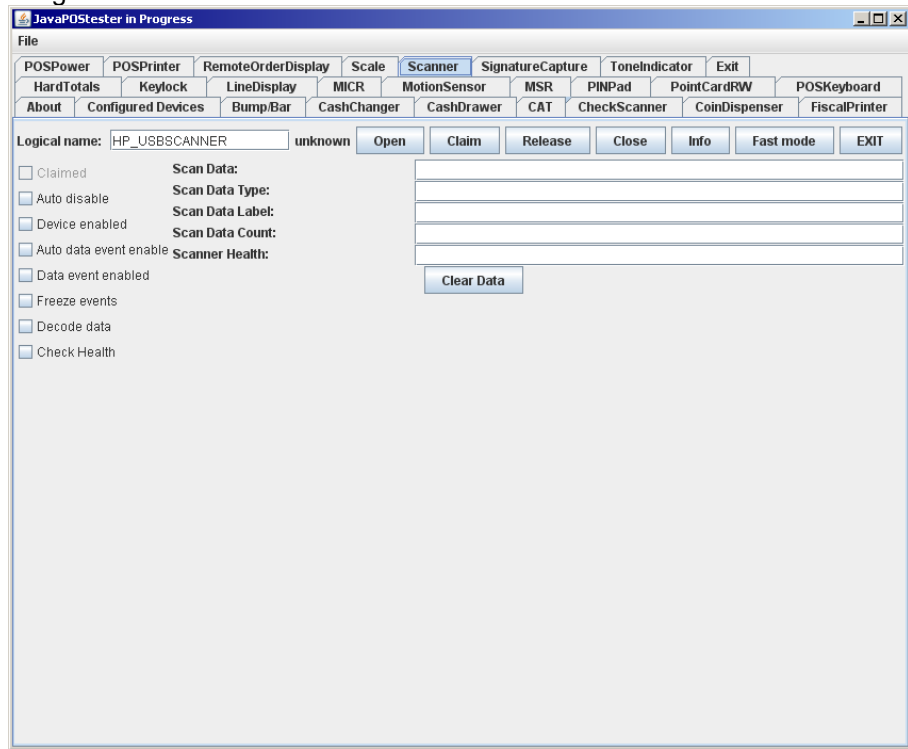 JavaPOStester in Progress
File
POSPower POSPrinter RemoteOrderDisplay Scale Scanner SignatureCapture ToneIndicator Exit
HardTotals Keylock LineDisplay MICR MotionSensor MSR PINPad PointCardRW POSKeyboard
About Configured Devices Bump/Bar CashChanger CashDrawer CAT CheckScanner CoinDispenser FiscalPrinter
Logical name: HP_USBSCANNER unknown Open Claim Release Close Info Fast mode EXIT
Claimed Scan Data:
Auto disable Scan Data Type:
Scan Data Label:
Device enabled Scan Data Count:
Auto data event enable Scanner Health:
Data event enabled Clear Data
Freeze events
Decode data
Check Health